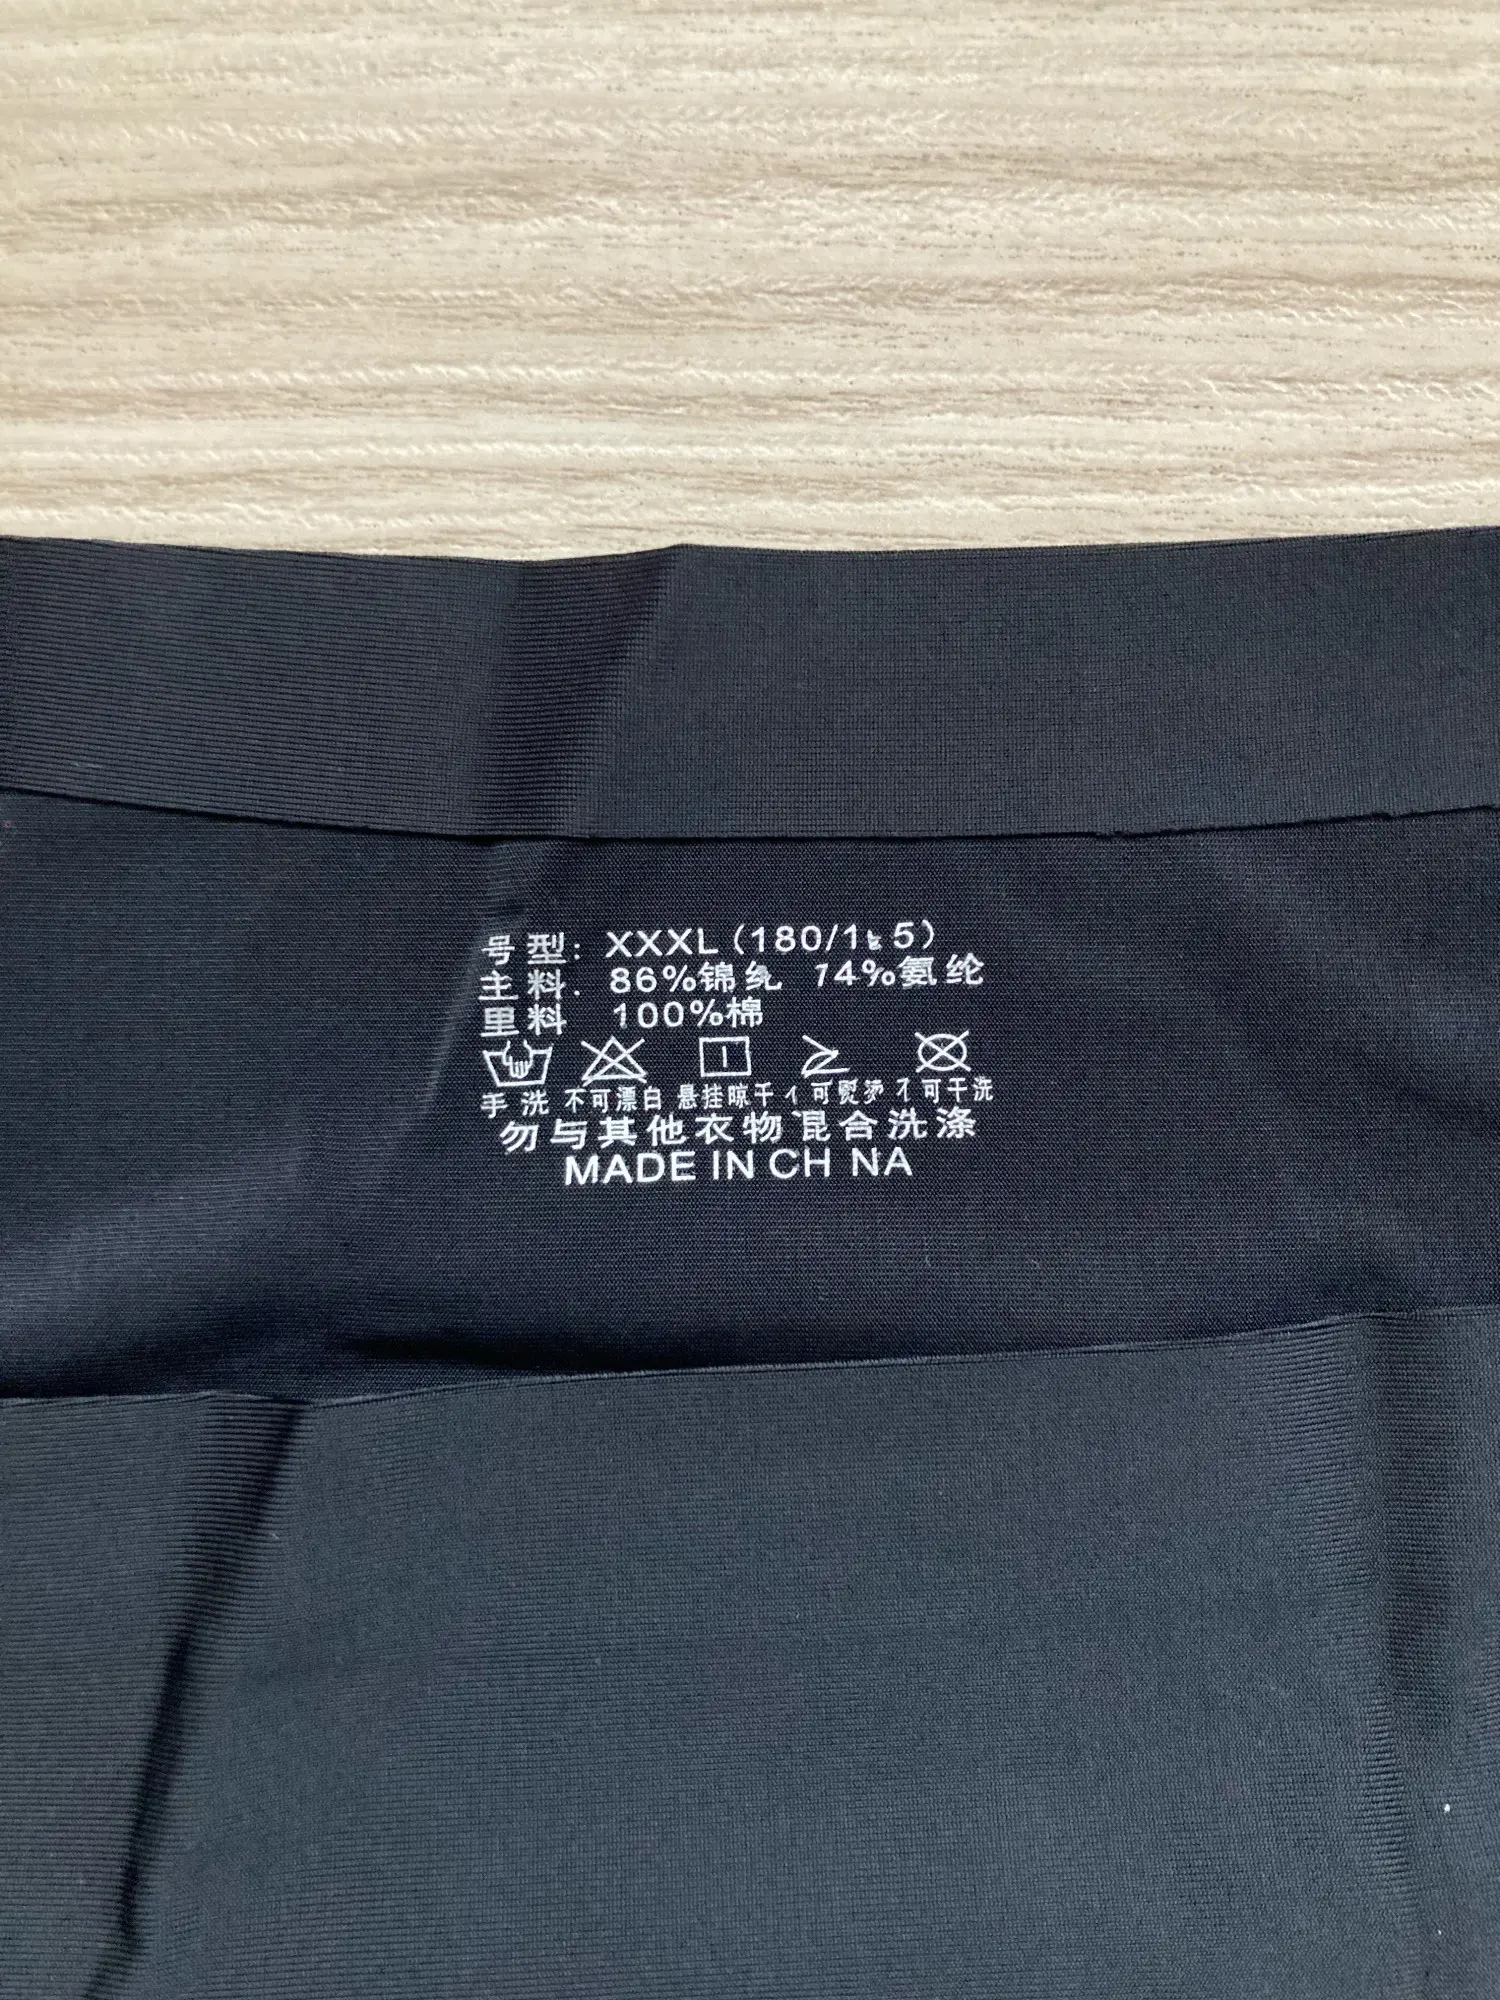 号型: XXXL(180/1 5)
主料. 86%锦纶 14%氨纶
里料 100%棉
手洗 不可漂白 悬挂晾干 不可熨烫 不可干洗
勿与其他衣物混合洗涤
MADE IN CH NA